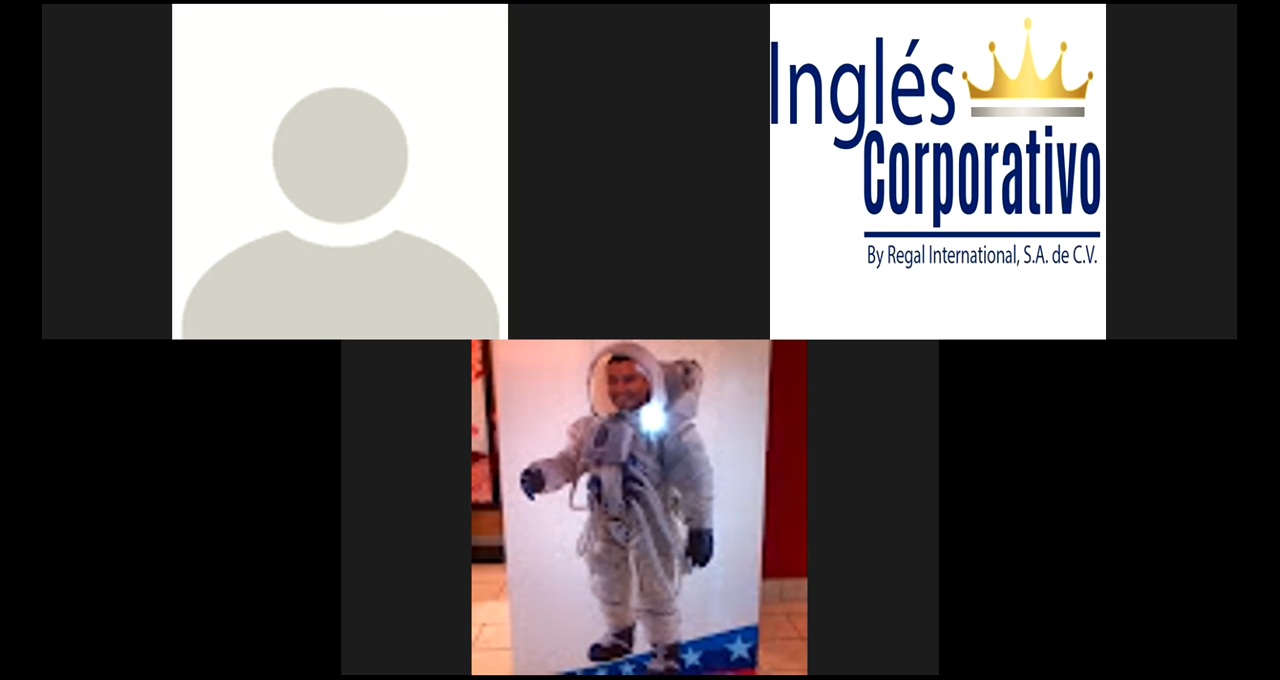 Inglés
Corporativo
By Regal International, S.A. de C.V.